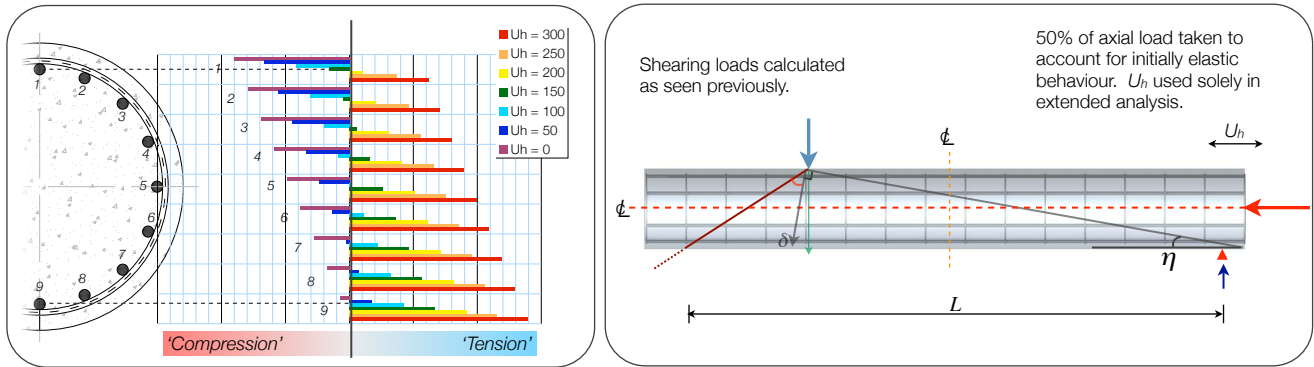 Uh = 300
Uh = 250
Uh = 200
Uh = 150
Uh = 100
Uh = 50
Uh = 0
1
2
3
4
5
6
7
8
9
1
2
3
4
5
6
7
8
9
'Compression'
'Tension'
Shearing loads calculated
as seen previously.
50% of axial load taken to
account for initially elastic
behaviour. Uh used solely in
extended analysis.
℄
Uh
℄
δ
η
L